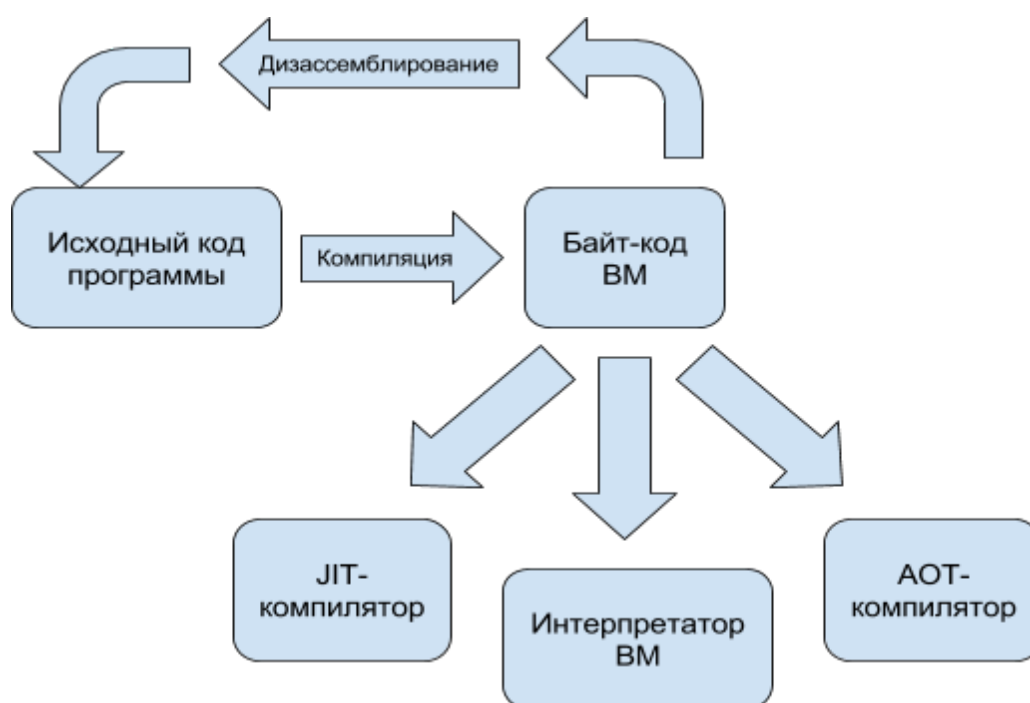 Дизассемблирование
Исходный код
программы
Компиляция
Байт-код
ВМ
JIT-
компилятор
Интерпретатор
ВМ
AOT-
компилятор